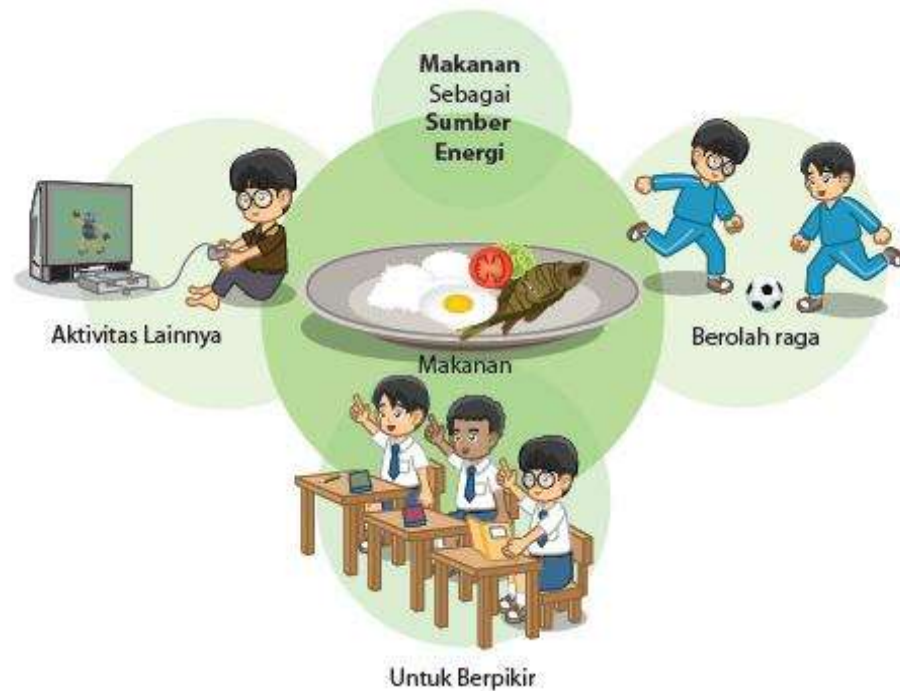 Makanan
Sebagai
Sumber
Energi
Aktivitas Lainnya
Makanan
Berolah raga
Untuk Berpikir